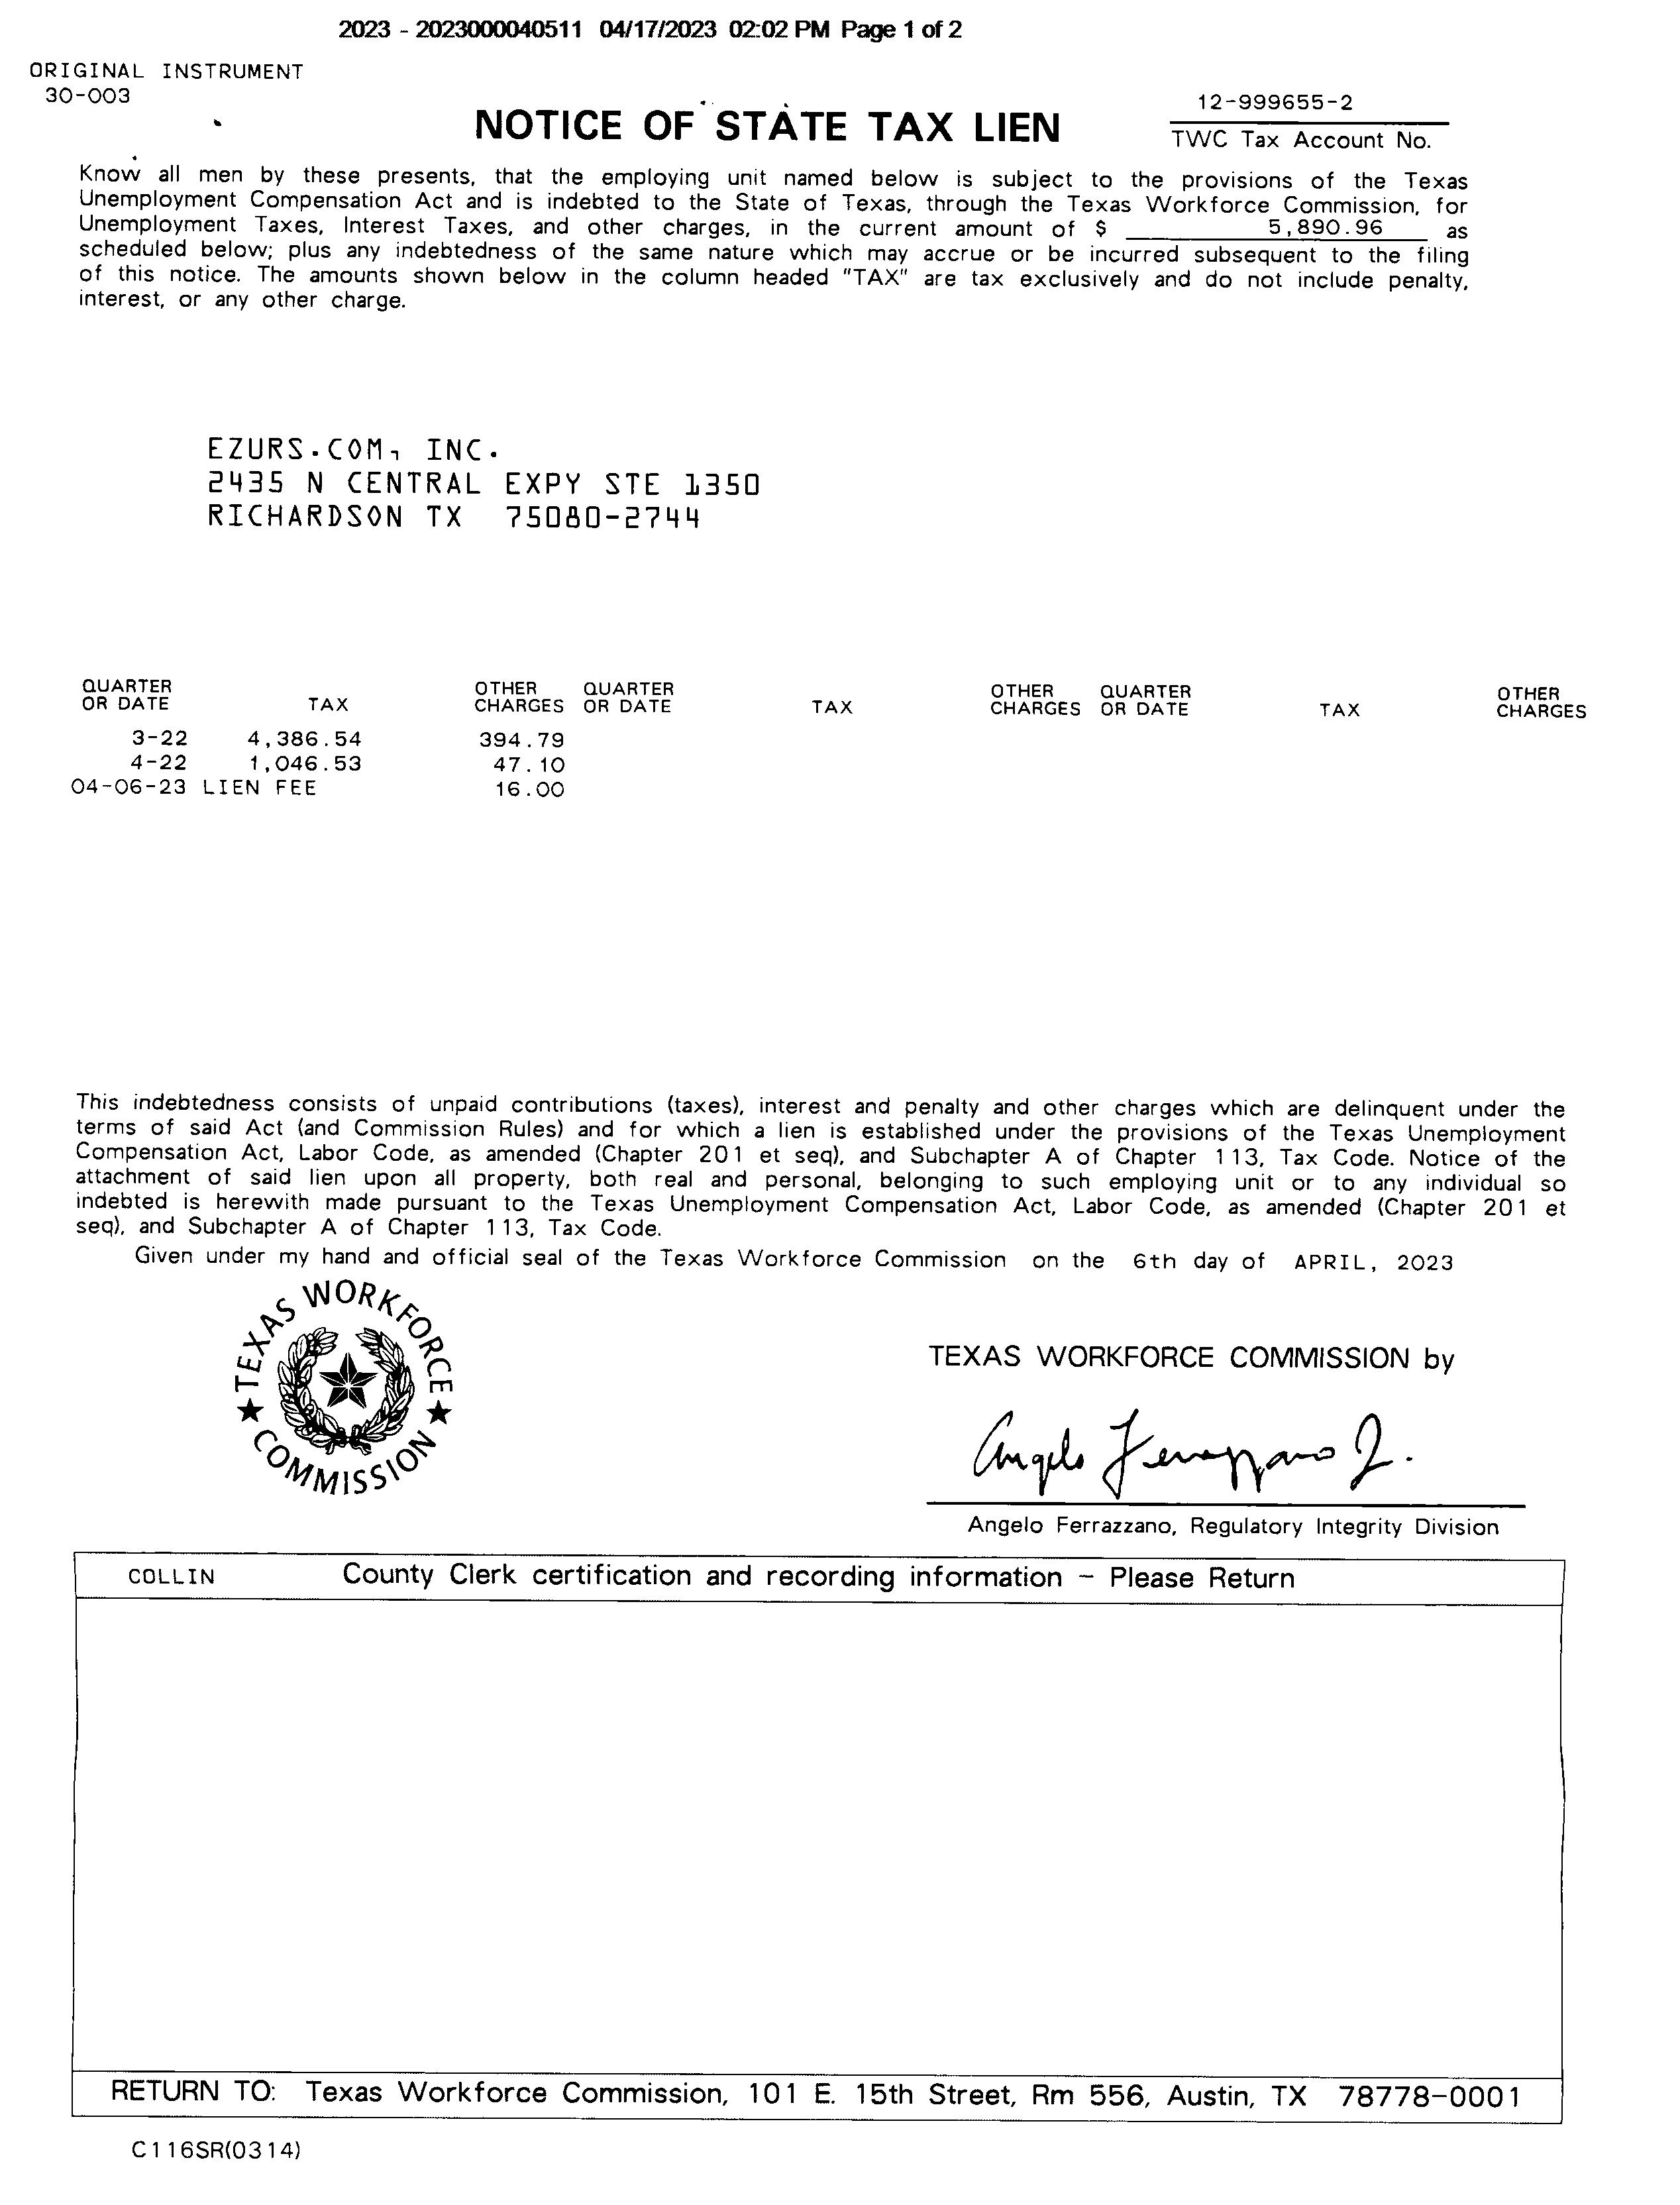 2023 - 2023000040511 04/17/2023 02:02 PM Page 1 of 2
ORIGINAL INSTRUMENT
30-003
12-999655-2
NOTICE OF STATE TAX LIEN
TWC Tax Account No.
Know all men by these presents, that the employing unit named below is subject to the provisions of the Texas
Unemployment Compensation Act and is indebted to the State of Texas, through the Texas Workforce Commission, for
Unemployment Taxes, Interest Taxes, and other charges, in the current amount of $ 5,890.96 as
scheduled below; plus any indebtedness of the same nature which may accrue or be incurred subsequent to the filing
of this notice. The amounts shown below in the column headed "TAX" are tax exclusively and do not include penalty,
interest, or any other charge.
EZURS.COM, INC.
2435 N CENTRAL EXPY STE 1350
RICHARDSON TX 75080-2744
QUARTER OTHER QUARTER OTHER QUARTER OTHER
OR DATE TAX CHARGES OR DATE TAX CHARGES OR DATE TAX CHARGES
3-22 4,386.54 394.79
4-22 1,046.53 47.10
04-06-23 LIEN FEE 16.00
This indebtedness consists of unpaid contributions (taxes), interest and penalty and other charges which are delinquent under the
terms of said Act (and Commission Rules) and for which a lien is established under the provisions of the Texas Unemployment
Compensation Act, Labor Code, as amended (Chapter 201 et seq), and Subchapter A of Chapter 113, Tax Code. Notice of the
attachment of said lien upon all property, both real and personal, belonging to such employing unit or to any individual so
indebted is herewith made pursuant to the Texas Unemployment Compensation Act, Labor Code, as amended (Chapter 201 et
seq), and Subchapter A of Chapter 113, Tax Code.
Given under my hand and official seal of the Texas Workforce Commission on the 6th day of APRIL, 2023
TEXAS WORKFORCE
COMMISSION
TEXAS WORKFORCE COMMISSION by
Angelo Ferrazzano Jr.
Angelo Ferrazzano, Regulatory Integrity Division
COLLIN County Clerk certification and recording information - Please Return
RETURN TO: Texas Workforce Commission, 101 E. 15th Street, Rm 556, Austin, TX 78778-0001
C116SR(0314)